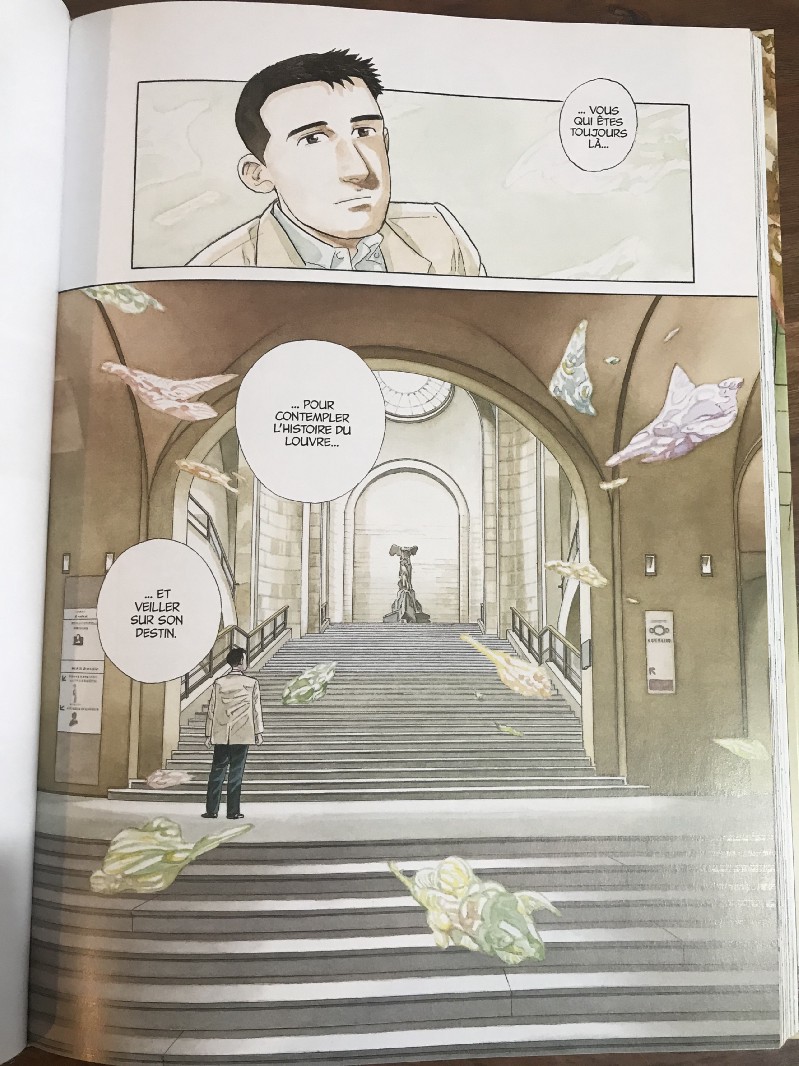 ... VOUS
QUI ÊTES
TOUJOURS
LÀ...
... POUR
CONTEMPLER
L'HISTOIRE DU
LOUVRE...
... ET
VEILLER
SUR SON
DESTIN.